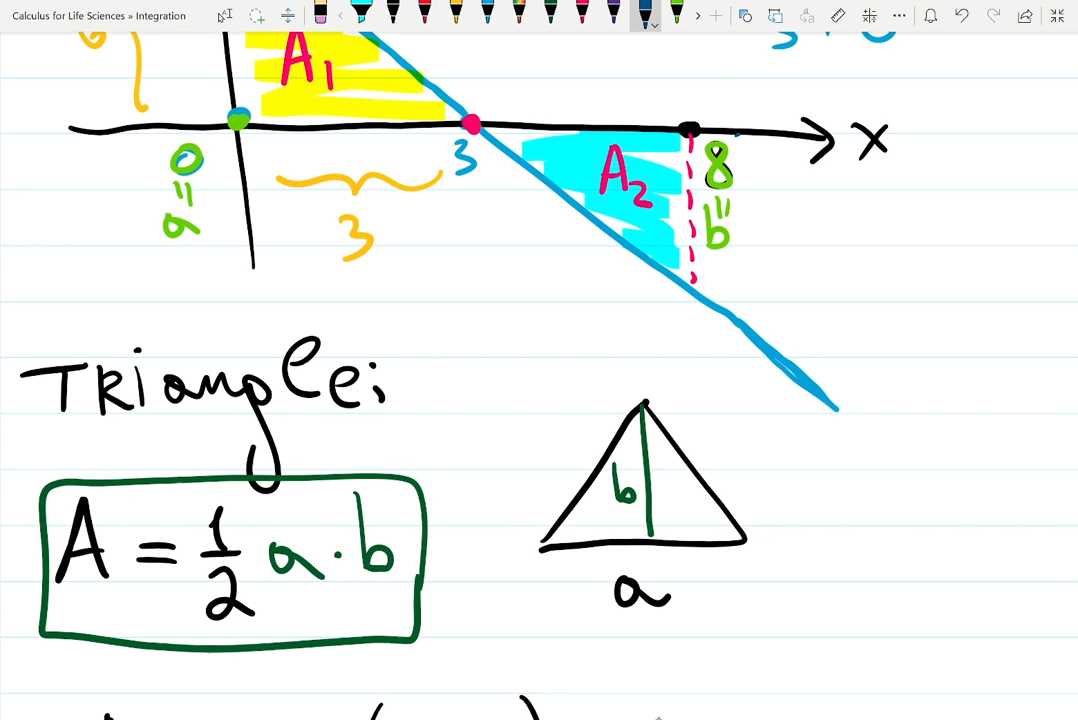 Calculus for Life Sciences » Integration
A1
x
0 = a
3
A2
8 = b
3
Triangle:
b
A = 1/2 a · b
a